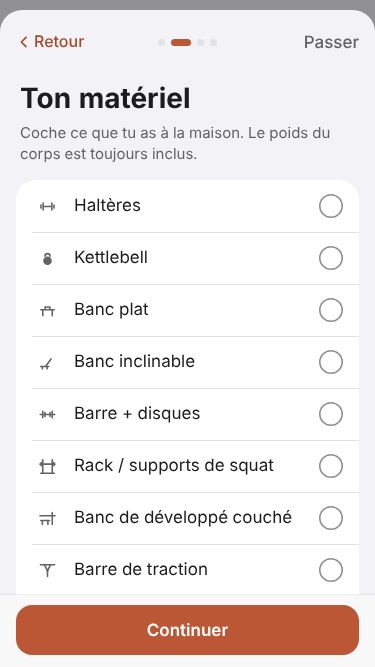 Retour
Passer
Ton matériel
Coche ce que tu as à la maison. Le poids du
corps est toujours inclus.
Haltères
Kettlebell
Banc plat
Banc inclinable
Barre + disques
Rack / supports de squat
Banc de développé couché
Barre de traction
Continuer